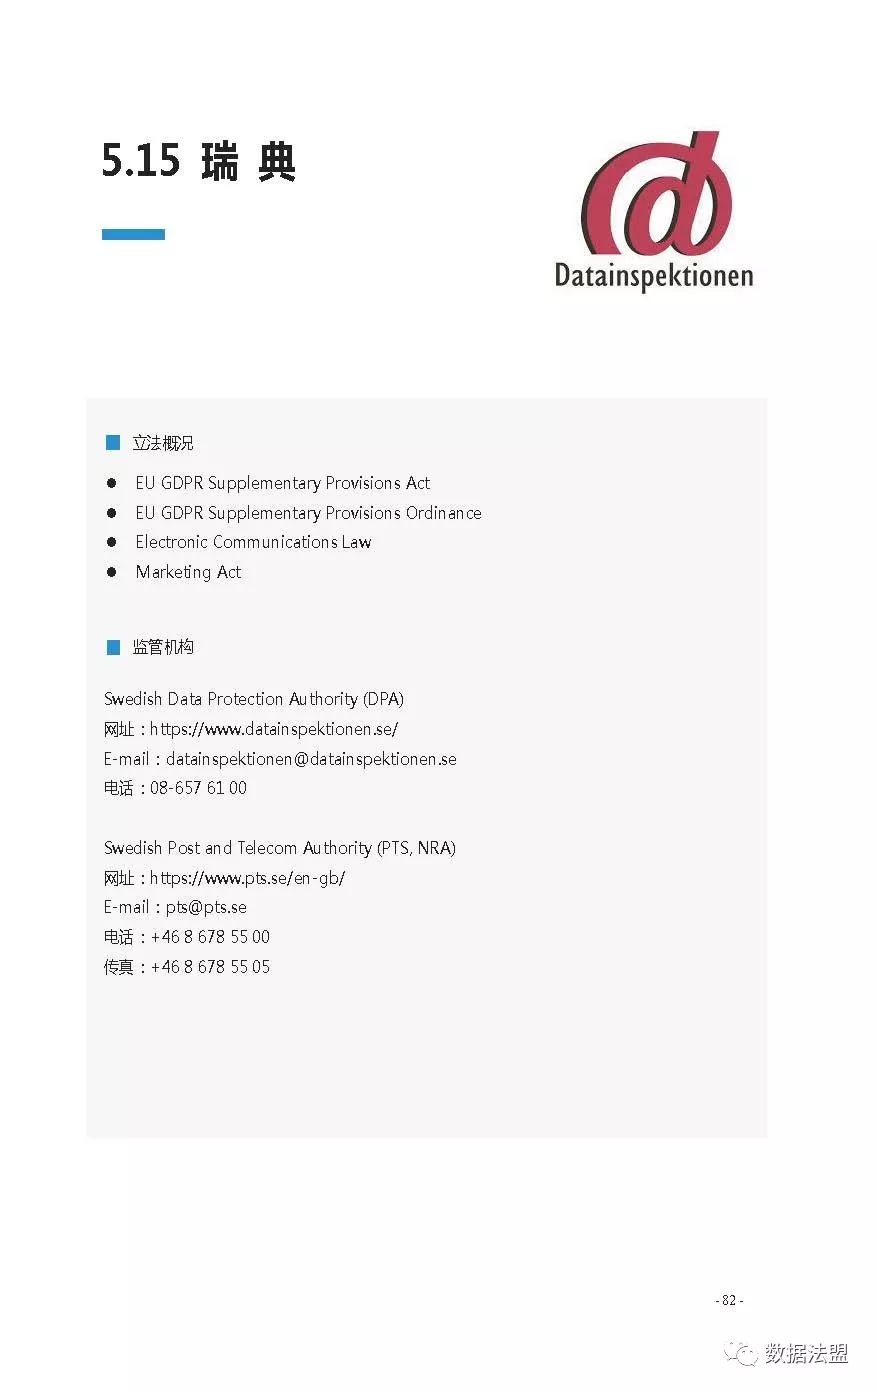 5.15 瑞 典
Datainspektionen
立法概况
● EU GDPR Supplementary Provisions Act
● EU GDPR Supplementary Provisions Ordinance
● Electronic Communications Law
● Marketing Act
监管机构
Swedish Data Protection Authority (DPA)
网址：https://www.datainspektionen.se/
E-mail：datainspektionen@datainspektionen.se
电话：08-657 61 00
Swedish Post and Telecom Authority (PTS, NRA)
网址：https://www.pts.se/en-gb/
E-mail：pts@pts.se
电话：+46 8 678 55 00
传真：+46 8 678 55 05
- 82 -
数据法盟